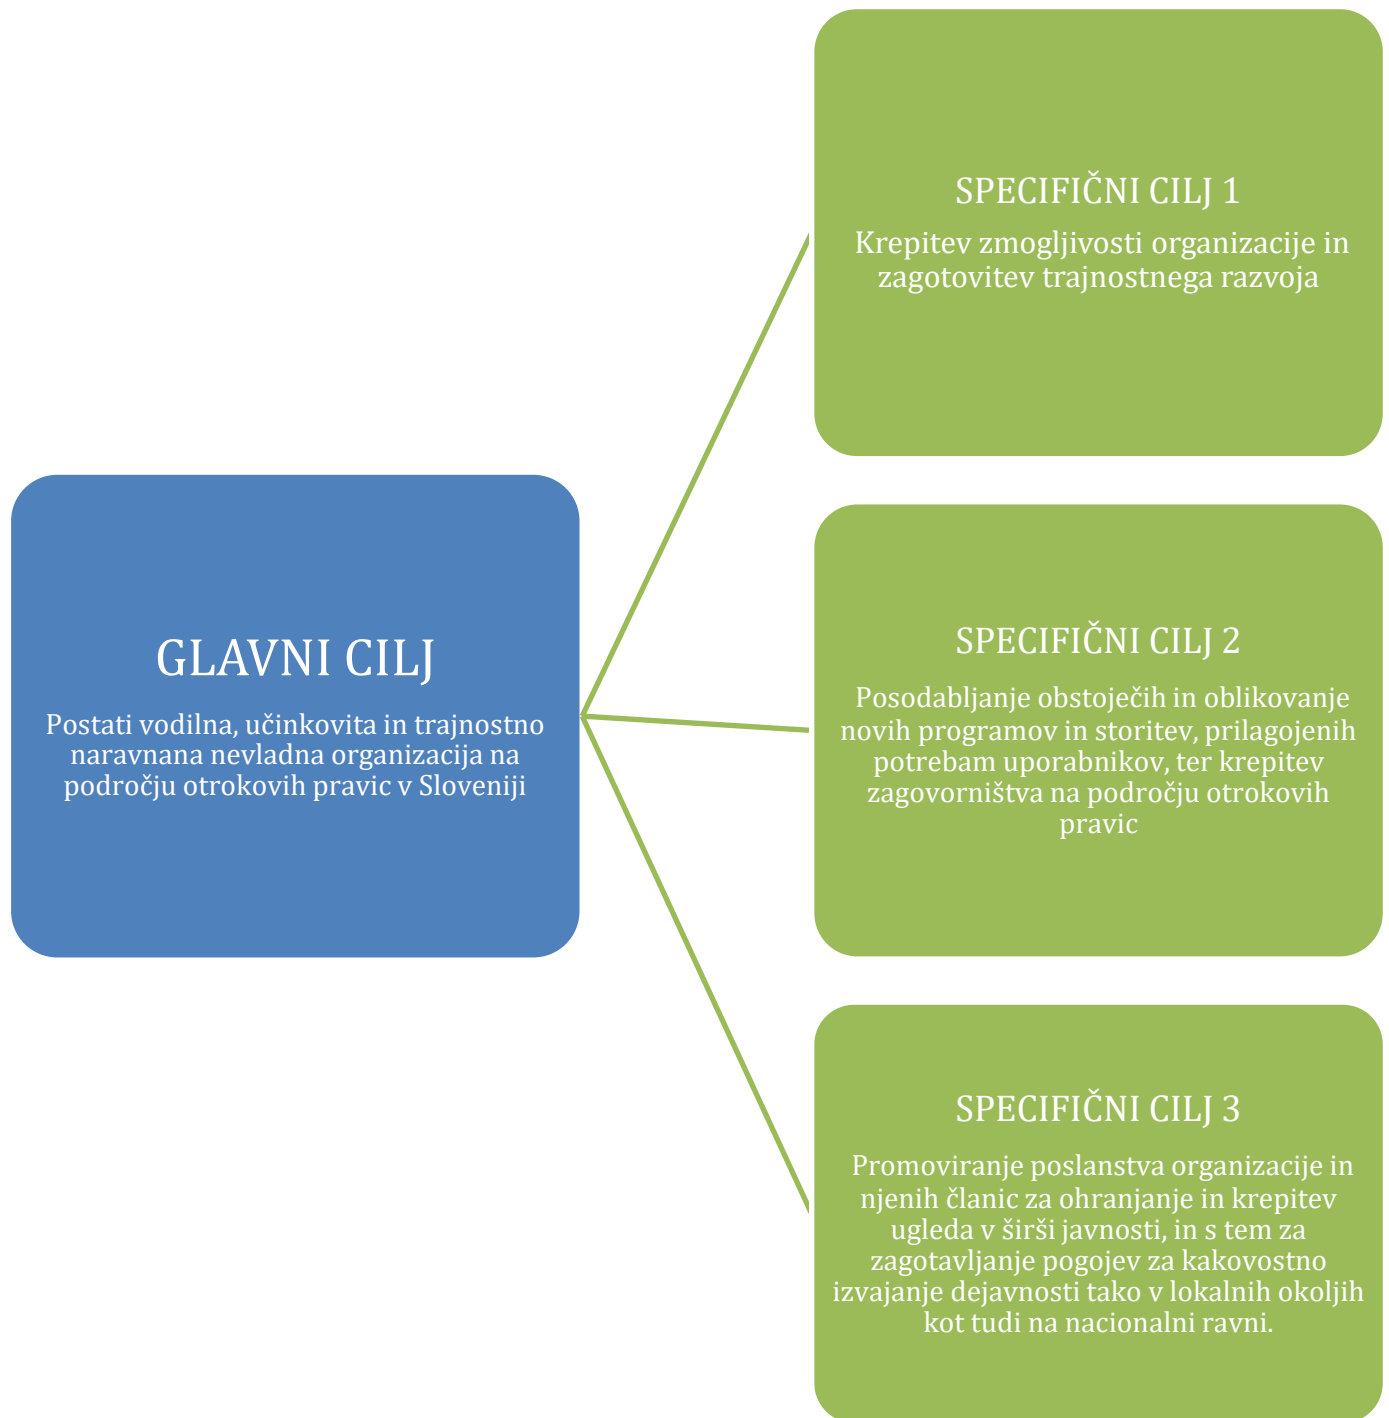 SPECIFIČNI CILJ 1
Krepitev zmogljivosti organizacije in
zagotovitev trajnostnega razvoja
GLAVNI CILJ
Postati vodilna, učinkovita in trajnostno
naravnana nevladna organizacija na
področju otrokovih pravic v Sloveniji
SPECIFIČNI CILJ 2
Posodabljanje obstoječih in oblikovanje
novih programov in storitev, prilagojenih
potrebam uporabnikov, ter krepitev
zagovorništva na področju otrokovih
pravic
SPECIFIČNI CILJ 3
Promoviranje poslanstva organizacije in
njenih članic za ohranjanje in krepitev
ugleda v širši javnosti, in s tem za
zagotavljanje pogojev za kakovostno
izvajanje dejavnosti tako v lokalnih okoljih
kot tudi na nacionalni ravni.